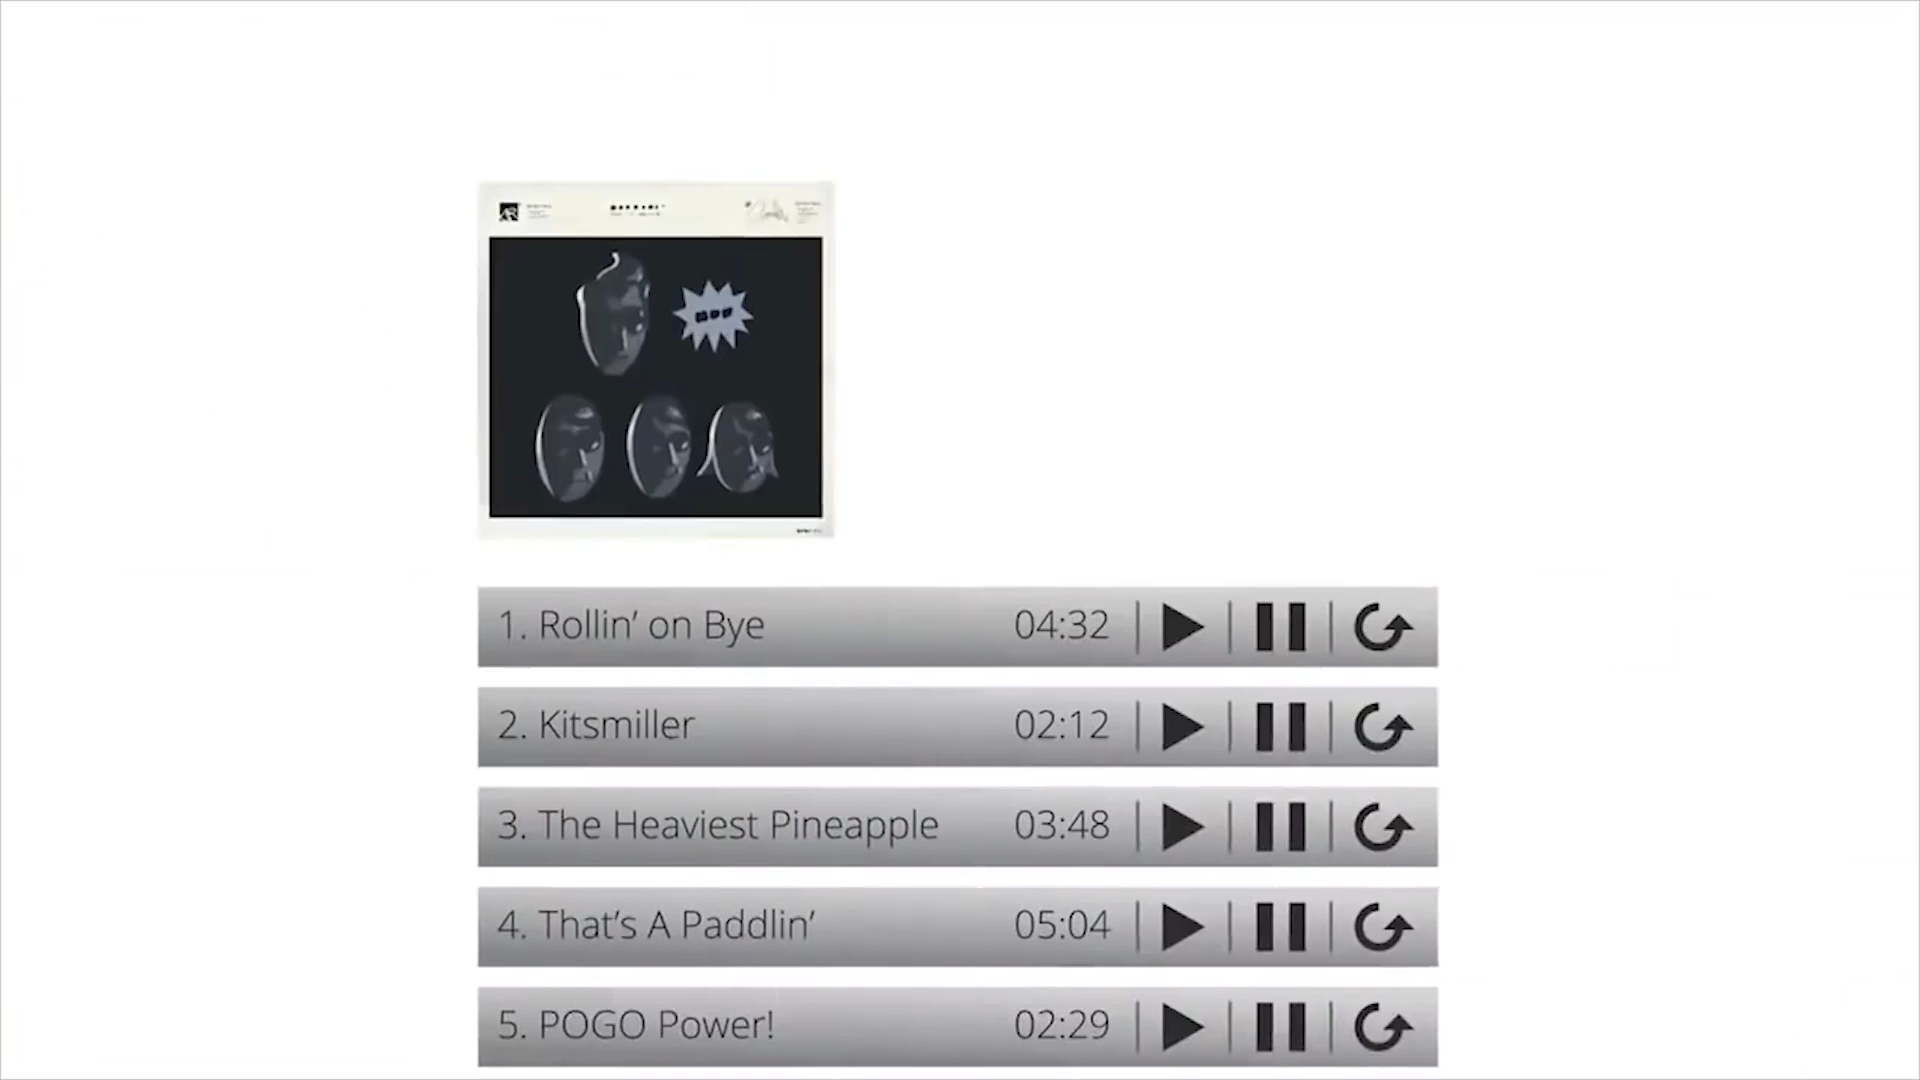 1. Rollin’ on Bye 04:32
2. Kitsmiller 02:12
3. The Heaviest Pineapple 03:48
4. That’s A Paddlin’ 05:04
5. POGO Power! 02:29